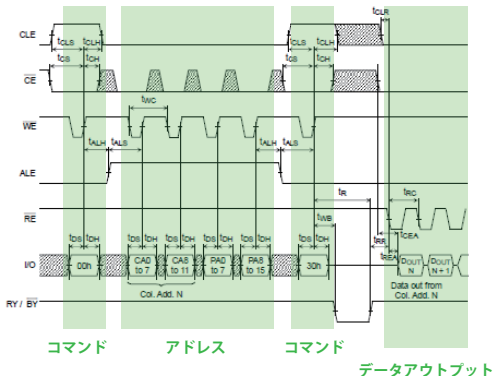 tCLR
CLE
tCLS tCLH tCLS tCLH
tCS tCH tCS tCH
CE
tWC
WE
tALH tALS tALH tALS
ALE
tR
tRC
RE
tWB
tCEA
tDS tDH tDS tDH tDS tDH tDS tDH tDS tDH tDS tDH
tRR
tREA
I/O 00h CA0 to 7 CA8 to 11 PA0 to 7 PA8 to 15 30h DOUT N DOUT N + 1
Col. Add. N
Data out from
Col. Add. N
RY / BY
コマンド アドレス コマンド
データアウトプット